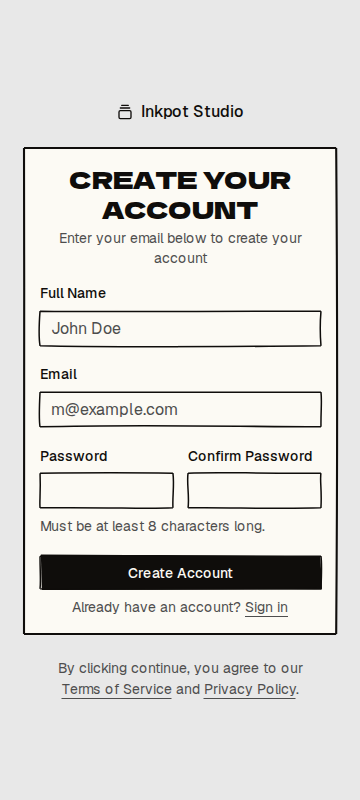 Inkpot Studio
CREATE YOUR
ACCOUNT
Enter your email below to create your
account
Full Name
John Doe
Email
m@example.com
Password
Confirm Password
Must be at least 8 characters long.
Create Account
Already have an account? Sign in
By clicking continue, you agree to our
Terms of Service and Privacy Policy.